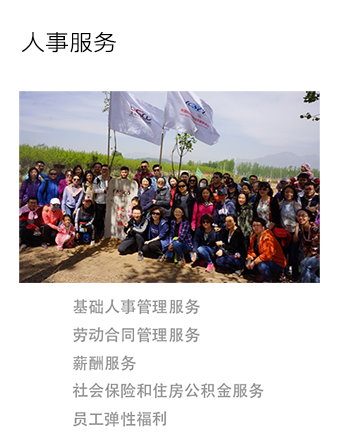 人事服务
基础人事管理服务
劳动合同管理服务
薪酬服务
社会保险和住房公积金服务
员工弹性福利